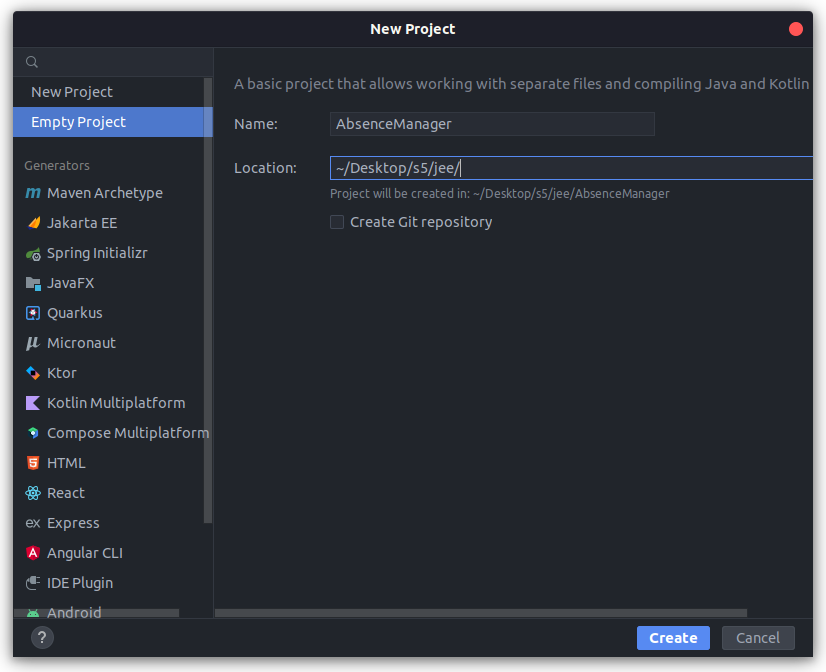 New Project
New Project
Empty Project
Generators
Maven Archetype
Jakarta EE
Spring Initializr
JavaFX
Quarkus
Micronaut
Ktor
Kotlin Multiplatform
Compose Multiplatform
HTML
React
Express
Angular CLI
IDE Plugin
Android
A basic project that allows working with separate files and compiling Java and Kotlin
Name:
AbsenceManager
Location:
~/Desktop/s5/jee/
Project will be created in: ~/Desktop/s5/jee/AbsenceManager
Create Git repository
?
Create
Cancel